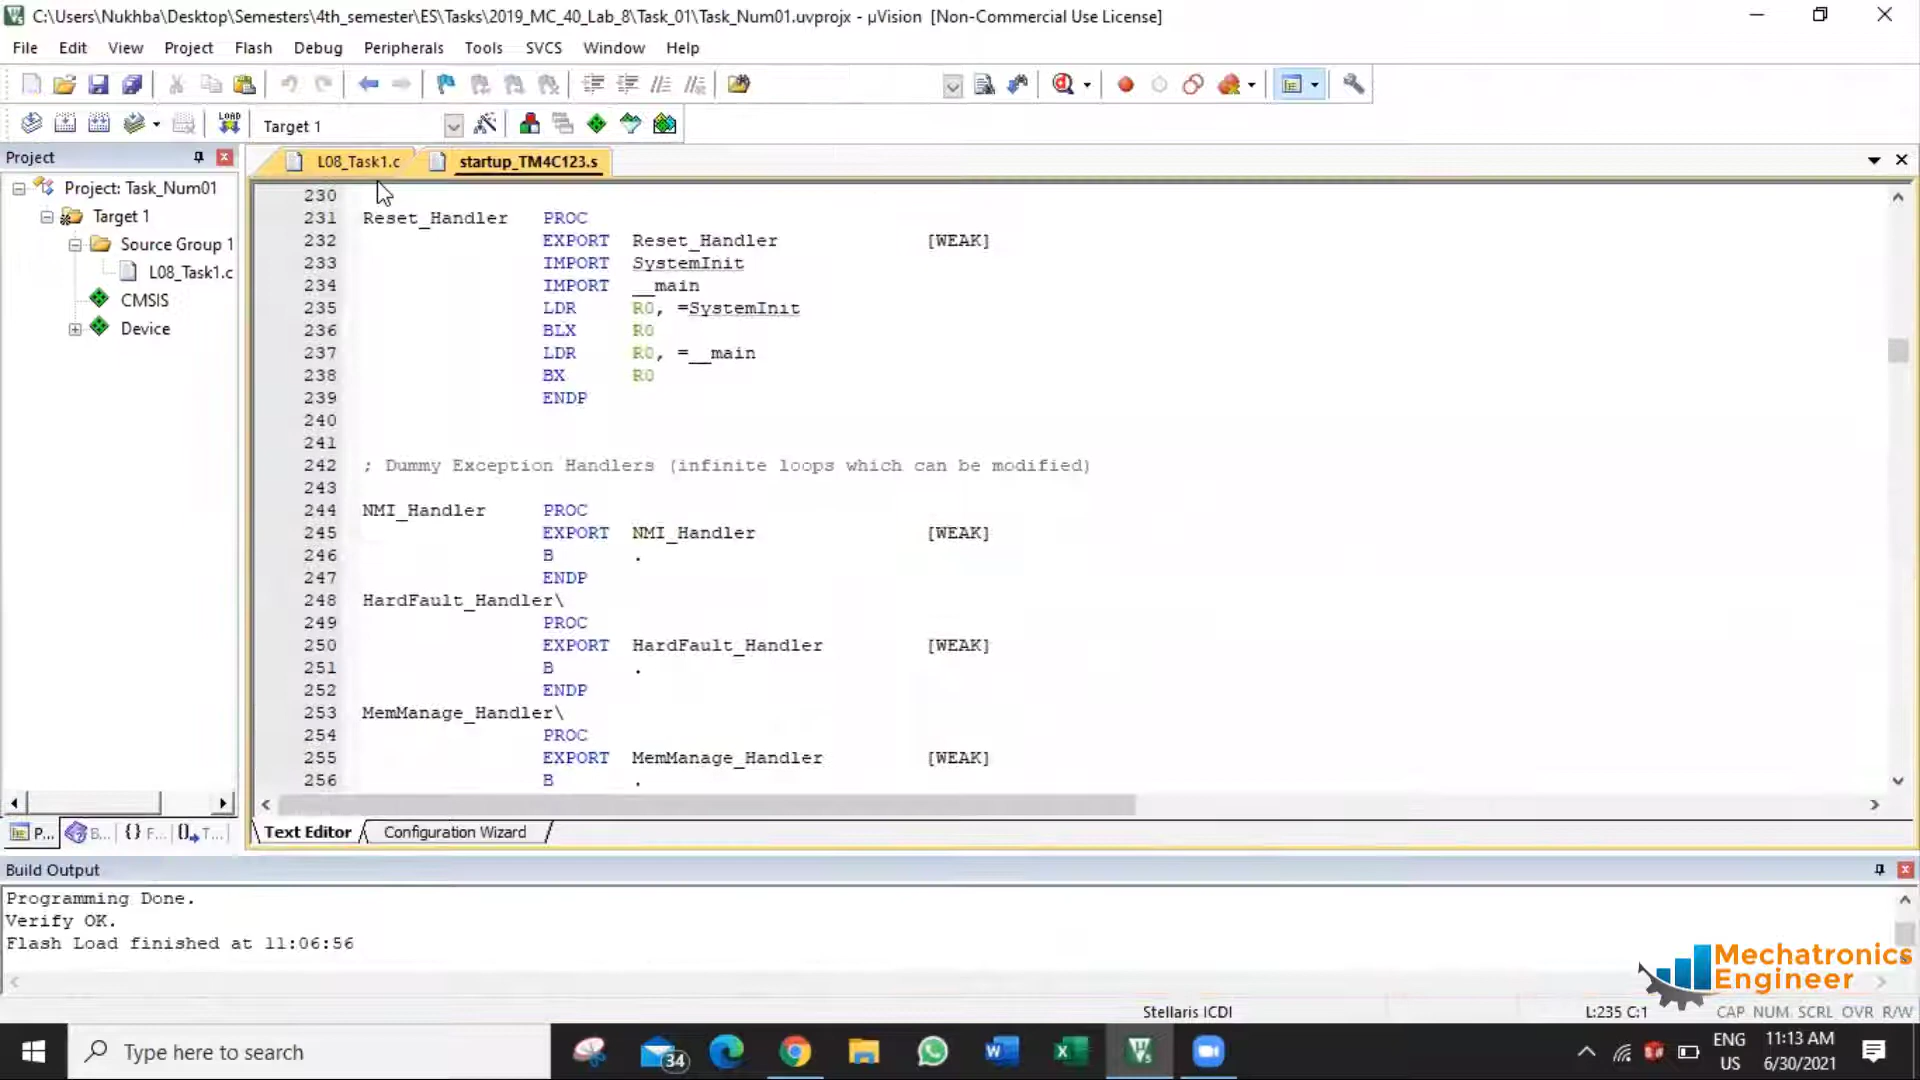 C:\Users\Nukhba\Desktop\Semesters\4th_semester\ES\Tasks\2019_MC_40_Lab_8\Task_01\Task_Num01.uvprojx - µVision [Non-Commercial Use License]
File Edit View Project Flash Debug Peripherals Tools SVCS Window Help
LOAD Target 1
Project
L08_Task1.c startup_TM4C123.s
Project: Task_Num01
Target 1
Source Group 1
L08_Task1.c
CMSIS
Device
230
231 Reset_Handler PROC
232 EXPORT Reset_Handler [WEAK]
233 IMPORT SystemInit
234 IMPORT __main
235 LDR R0, =SystemInit
236 BLX R0
237 LDR R0, =__main
238 BX R0
239 ENDP
240
241
242 ; Dummy Exception Handlers (infinite loops which can be modified)
243
244 NMI_Handler PROC
245 EXPORT NMI_Handler [WEAK]
246 B .
247 ENDP
248 HardFault_Handler\
249 PROC
250 EXPORT HardFault_Handler [WEAK]
251 B .
252 ENDP
253 MemManage_Handler\
254 PROC
255 EXPORT MemManage_Handler [WEAK]
256 B .
P... B... {} F... T...
Text Editor Configuration Wizard
Build Output
Programming Done.
Verify OK.
Flash Load finished at 11:06:56
Mechatronics
Engineer
Stellaris ICDI L:235 C:1 CAP NUM SCRL OVR R/W
Type here to search
34
ENG
US
11:13 AM
6/30/2021